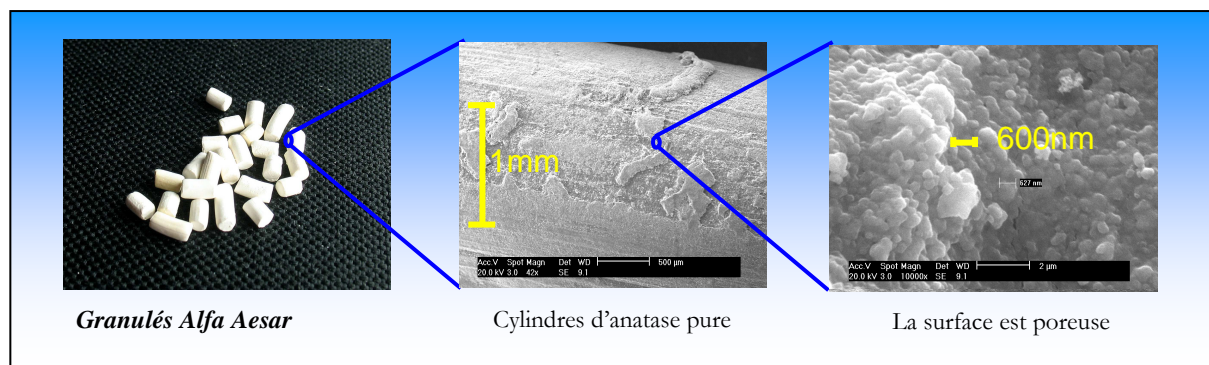 1mm
Acc.V Spot Magn Det WD 500 µm
20.0 kV 3.0 42x SE 9.1
600nm
627 nm
Acc.V Spot Magn Det WD 2 µm
20.0 kV 3.0 10000x SE 9.1
Granulés Alfa Aesar
Cylindres d'anatase pure
La surface est poreuse